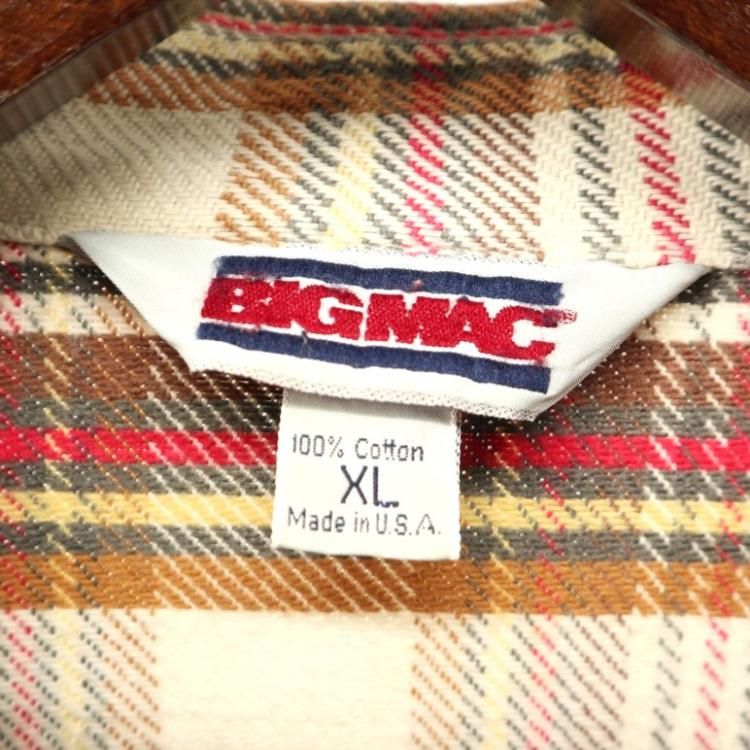 BIG MAC
100% Cotton
XL
Made in U.S.A.